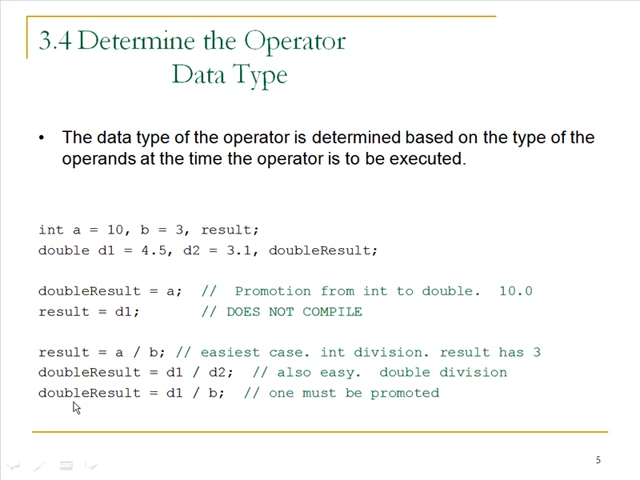 3.4 Determine the Operator
Data Type
• The data type of the operator is determined based on the type of the
operands at the time the operator is to be executed.
int a = 10, b = 3, result;
double d1 = 4.5, d2 = 3.1, doubleResult;
doubleResult = a;  //  Promotion from int to double.  10.0
result = d1;       // DOES NOT COMPILE
result = a / b; // easiest case. int division. result has 3
doubleResult = d1 / d2;  // also easy.  double division
doubleResult = d1 / b;  // one must be promoted
5